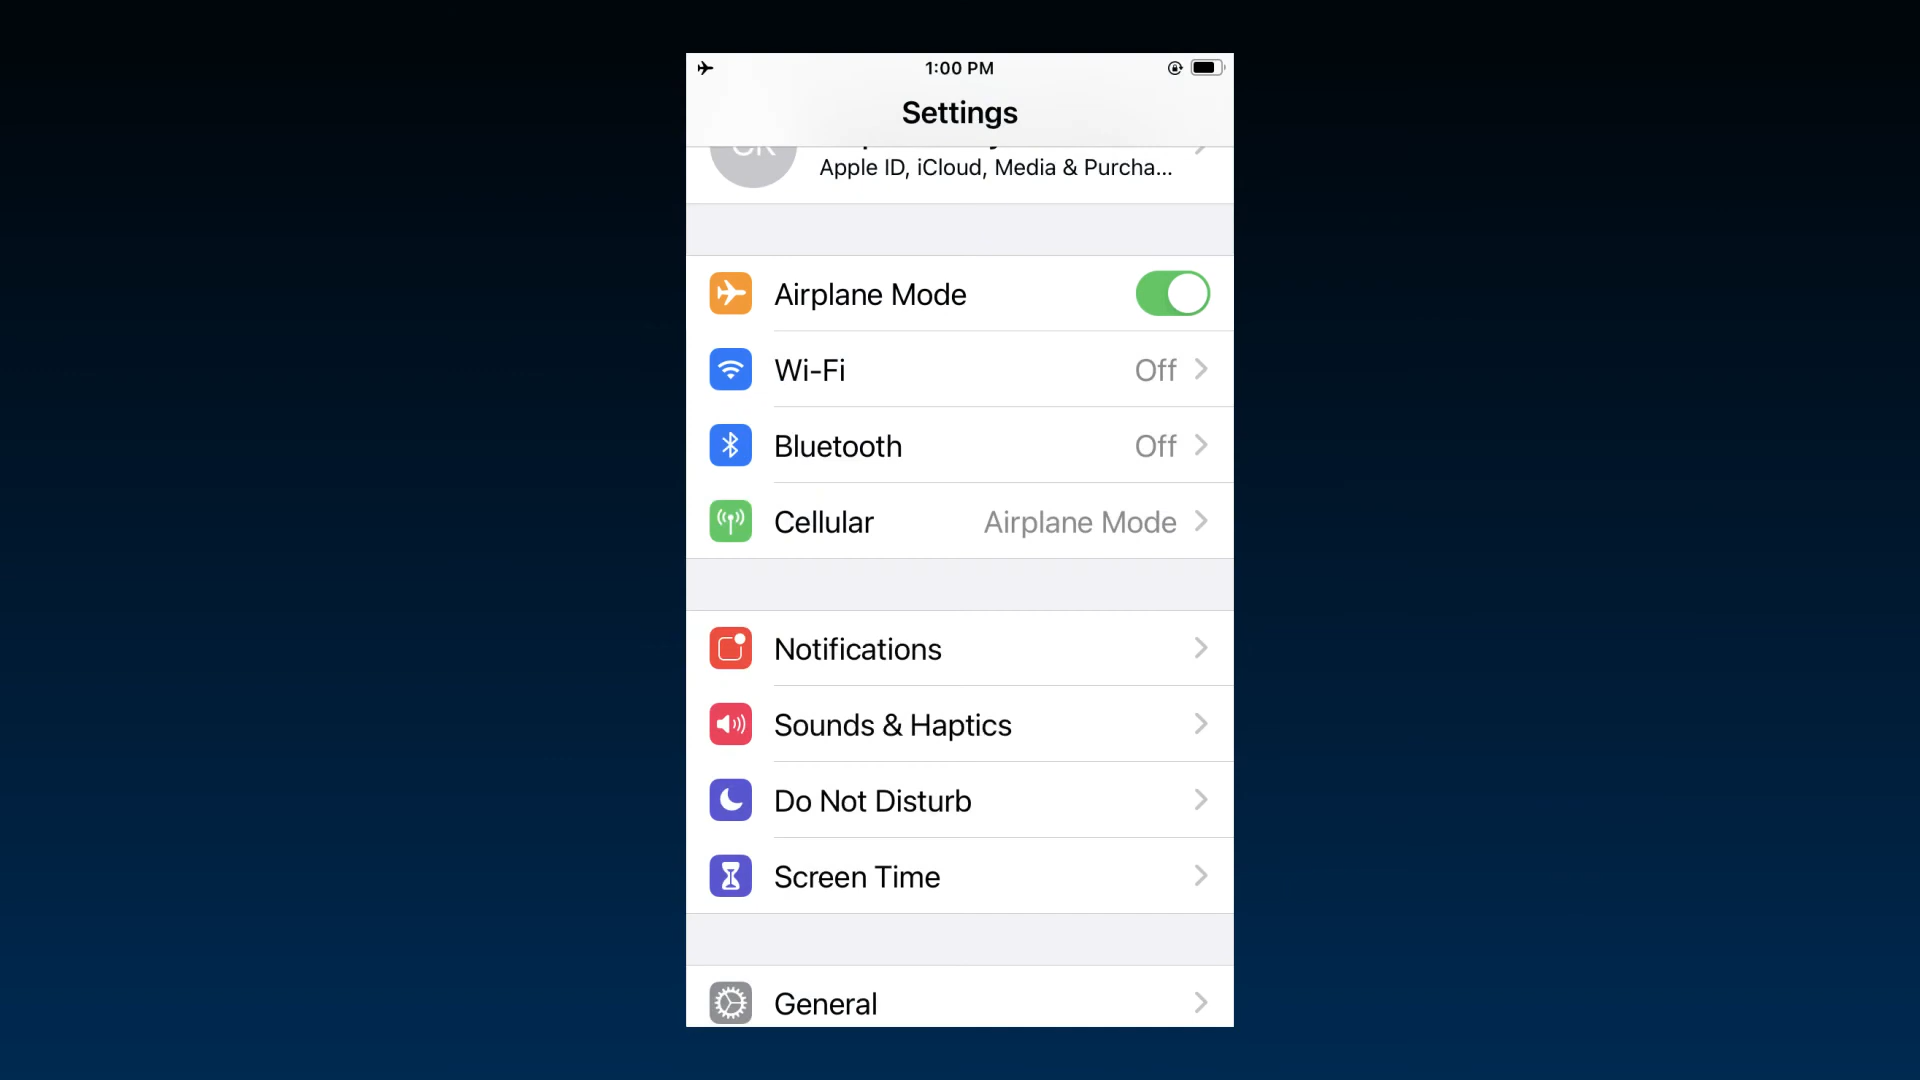 1:00 PM
Settings
Apple ID, iCloud, Media & Purcha...
Airplane Mode
Wi-Fi Off
Bluetooth Off
Cellular Airplane Mode
Notifications
Sounds & Haptics
Do Not Disturb
Screen Time
General